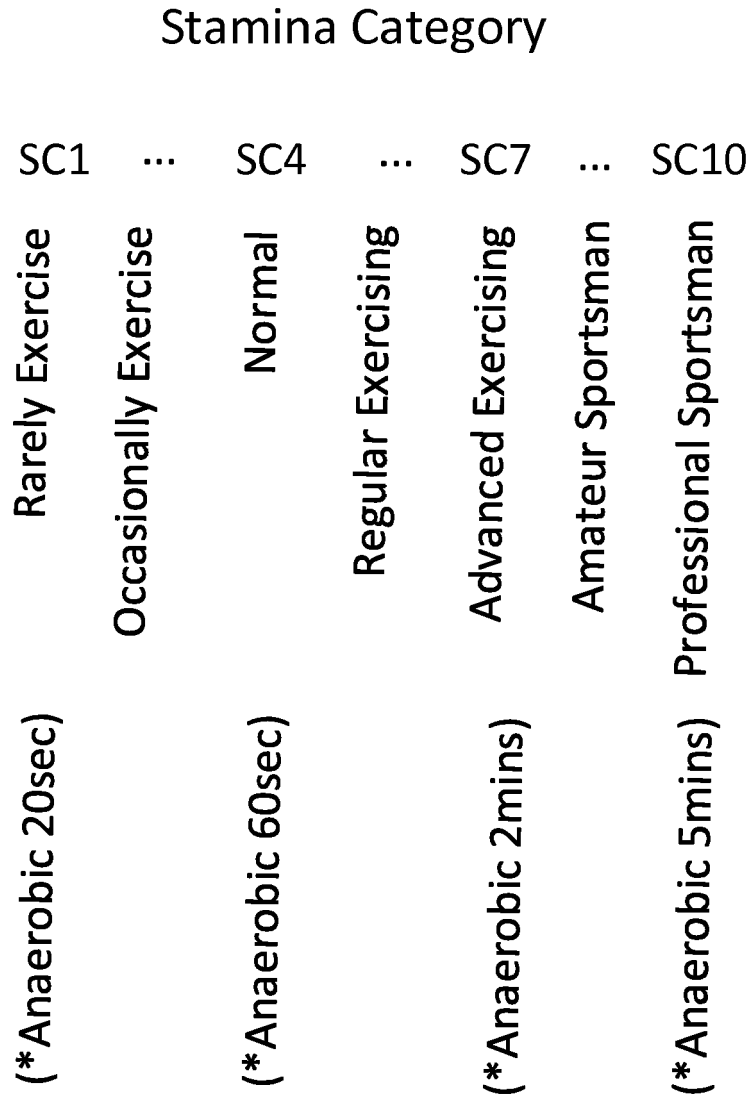 Stamina Category
SC1 ... SC4 ... SC7 ... SC10
Rarely Exercise
Occasionally Exercise
Normal
Regular Exercising
Advanced Exercising
Amateur Sportsman
Professional Sportsman
(*Anaerobic 20sec)
(*Anaerobic 60sec)
(*Anaerobic 2mins)
(*Anaerobic 5mins)